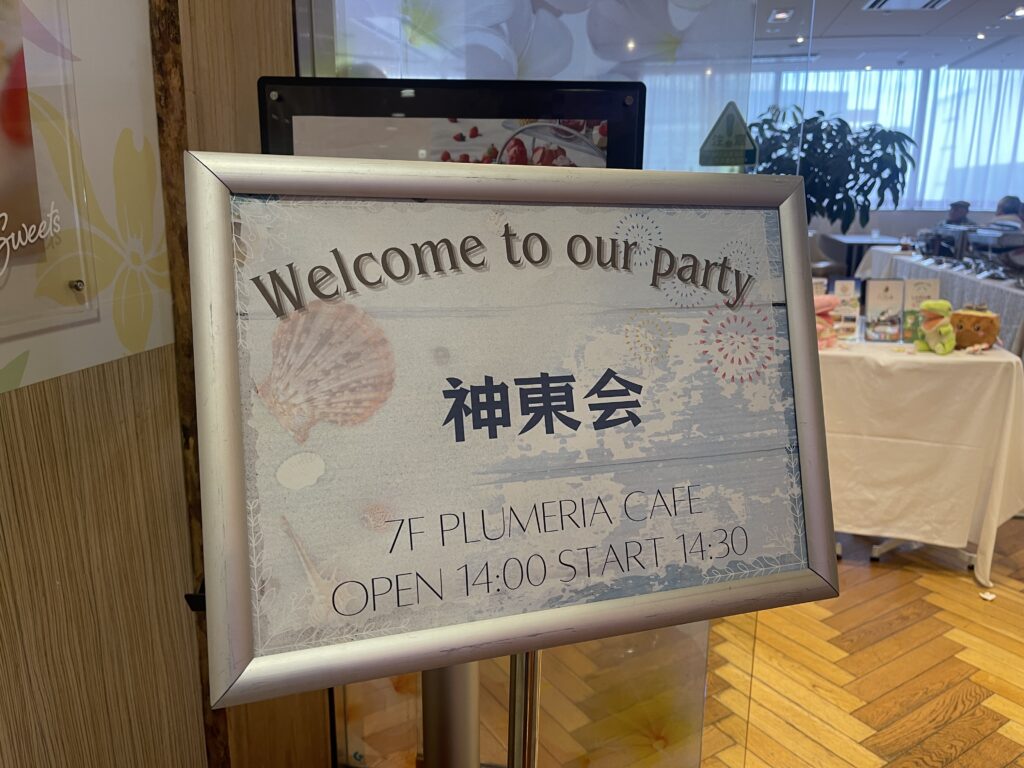 Welcome to our party
神東会
7F PLUMERIA CAFE
OPEN 14:00 START 14:30
Sweets